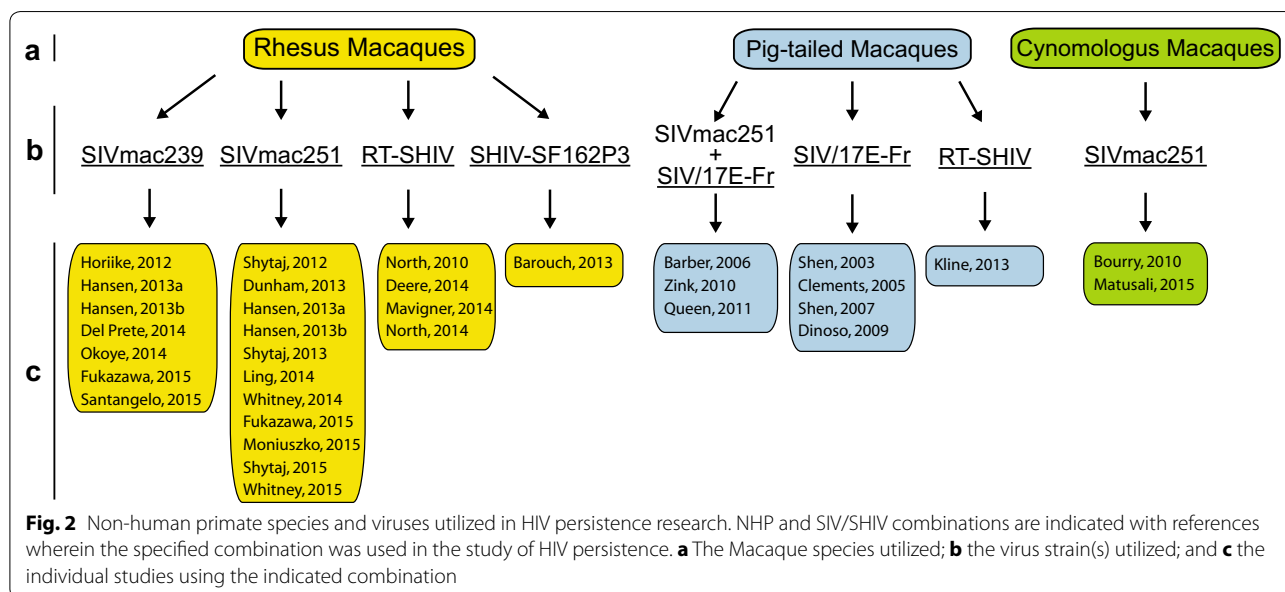 a
Rhesus Macaques
Pig-tailed Macaques
Cynomologus Macaques
b
SIVmac239
SIVmac251
RT-SHIV
SHIV-SF162P3
SIVmac251
+
SIV/17E-Fr
SIV/17E-Fr
RT-SHIV
SIVmac251
c
Horiike, 2012
Hansen, 2013a
Hansen, 2013b
Del Prete, 2014
Okoye, 2014
Fukazawa, 2015
Santangelo, 2015
Shytaj, 2012
Dunham, 2013
Hansen, 2013a
Hansen, 2013b
Shytaj, 2013
Ling, 2014
Whitney, 2014
Fukazawa, 2015
Moniuszko, 2015
Shytaj, 2015
Whitney, 2015
North, 2010
Deere, 2014
Mavigner, 2014
North, 2014
Barouch, 2013
Barber, 2006
Zink, 2010
Queen, 2011
Shen, 2003
Clements, 2005
Shen, 2007
Dinoso, 2009
Kline, 2013
Bourry, 2010
Matusali, 2015
Fig. 2 Non-human primate species and viruses utilized in HIV persistence research. NHP and SIV/SHIV combinations are indicated with references
wherein the specified combination was used in the study of HIV persistence. a The Macaque species utilized; b the virus strain(s) utilized; and c the
individual studies using the indicated combination